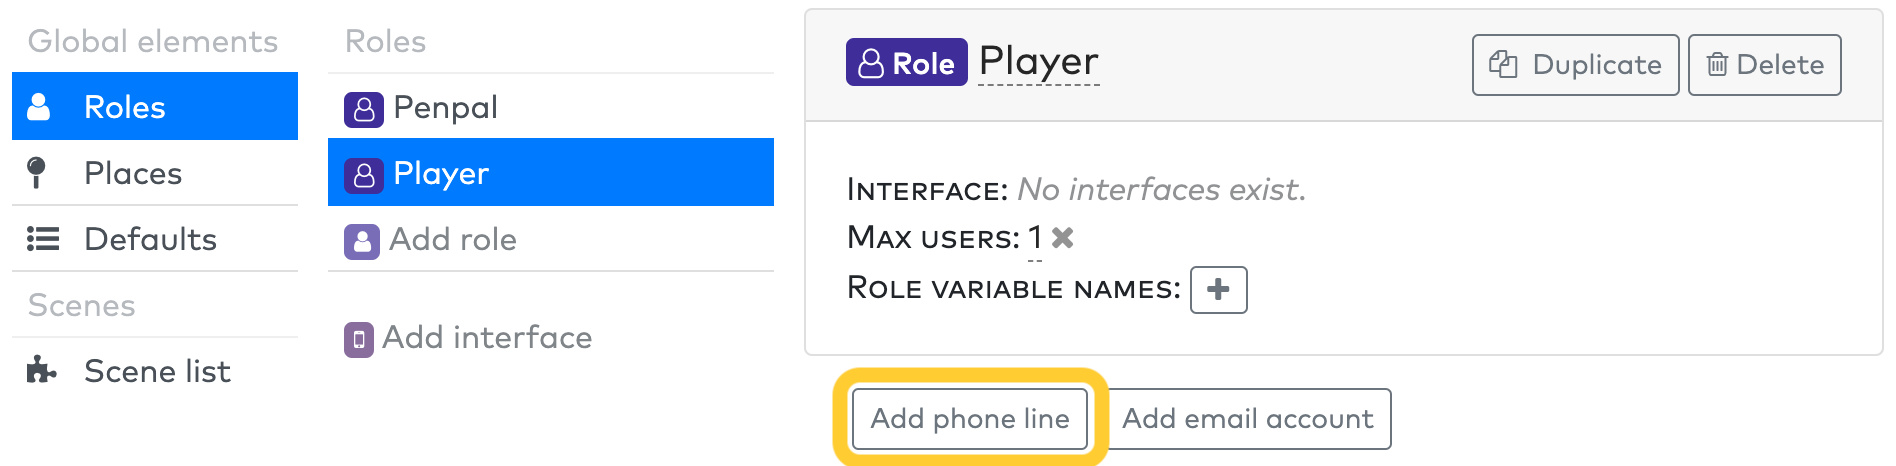 Global elements
Roles
Places
Defaults
Scenes
Scene list
Roles
Penpal
Player
Add role
Add interface
Role Player
Duplicate
Delete
INTERFACE: No interfaces exist.
MAX USERS: 1
ROLE VARIABLE NAMES:
Add phone line
Add email account